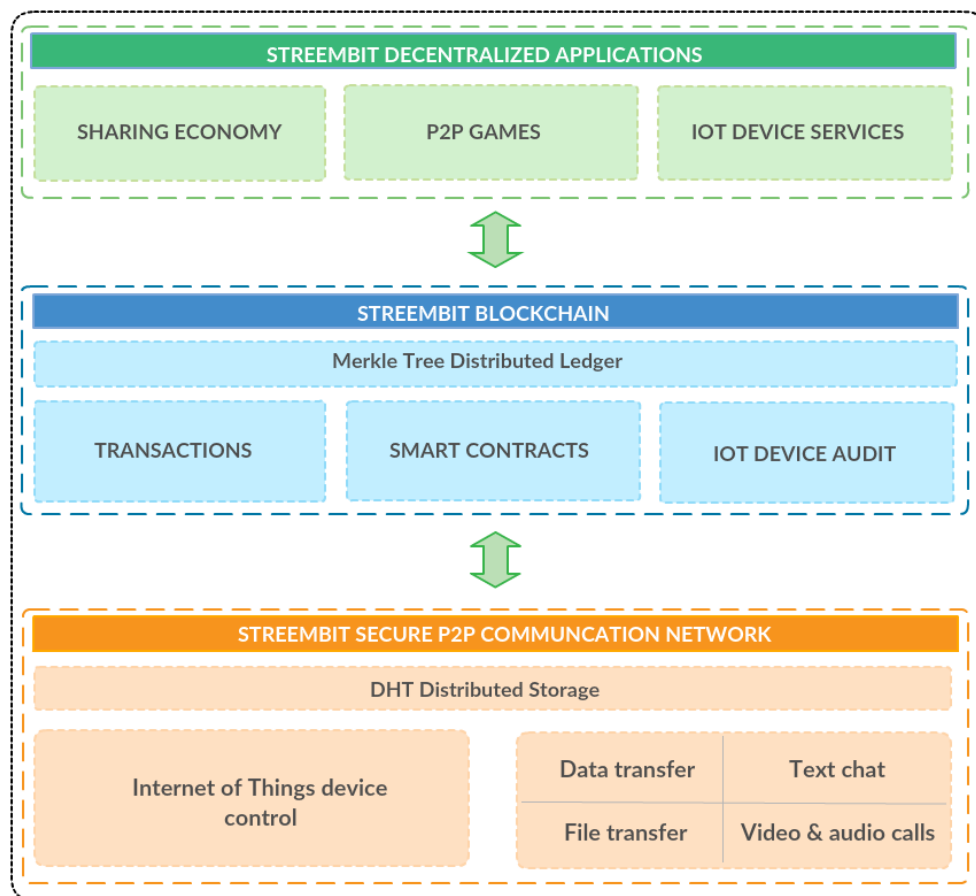 STREEMBIT DECENTRALIZED APPLICATIONS
SHARING ECONOMY
P2P GAMES
IOT DEVICE SERVICES
STREEMBIT BLOCKCHAIN
Merkle Tree Distributed Ledger
TRANSACTIONS
SMART CONTRACTS
IOT DEVICE AUDIT
STREEMBIT SECURE P2P COMMUNCATION NETWORK
DHT Distributed Storage
Internet of Things device
control
Data transfer
Text chat
File transfer
Video & audio calls